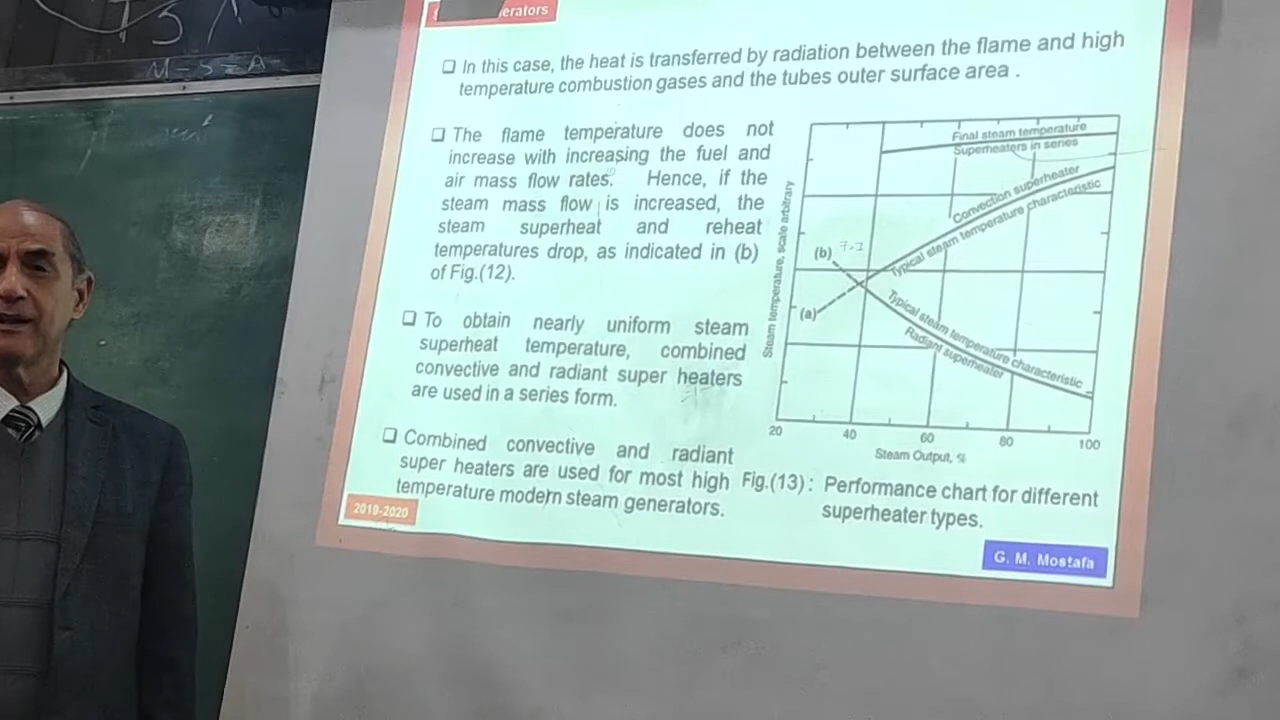 erators
M-S-A
❑ In this case, the heat is transferred by radiation between the flame and high
temperature combustion gases and the tubes outer surface area .
❑ The flame temperature does not
increase with increasing the fuel and
air mass flow rates. Hence, if the
steam mass flow is increased, the
steam superheat and reheat
temperatures drop, as indicated in (b)
of Fig.(12).
❑ To obtain nearly uniform steam
superheat temperature, combined
convective and radiant super heaters
are used in a series form.
❑ Combined convective and radiant
super heaters are used for most high
temperature modern steam generators.
Final steam temperature
Superheaters in series
Convection superheater
Typical steam temperature characteristic
(b)
(a)
Typical steam temperature characteristic
Radiant superheater
Steam temperature, scale arbitrary
20 40 60 80 100
Steam Output, %
Fig.(13): Performance chart for different
superheater types.
2019-2020
G. M. Mostafa